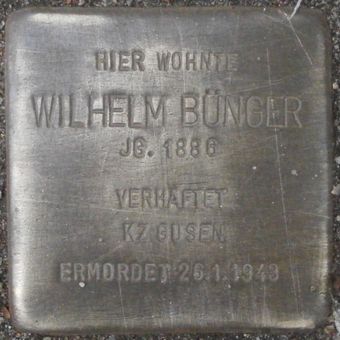 HIER WOHNTE
WILHELM BÜNGER
JG. 1886
VERHAFTET
KZ GUSEN
ERMORDET 26.1.1943